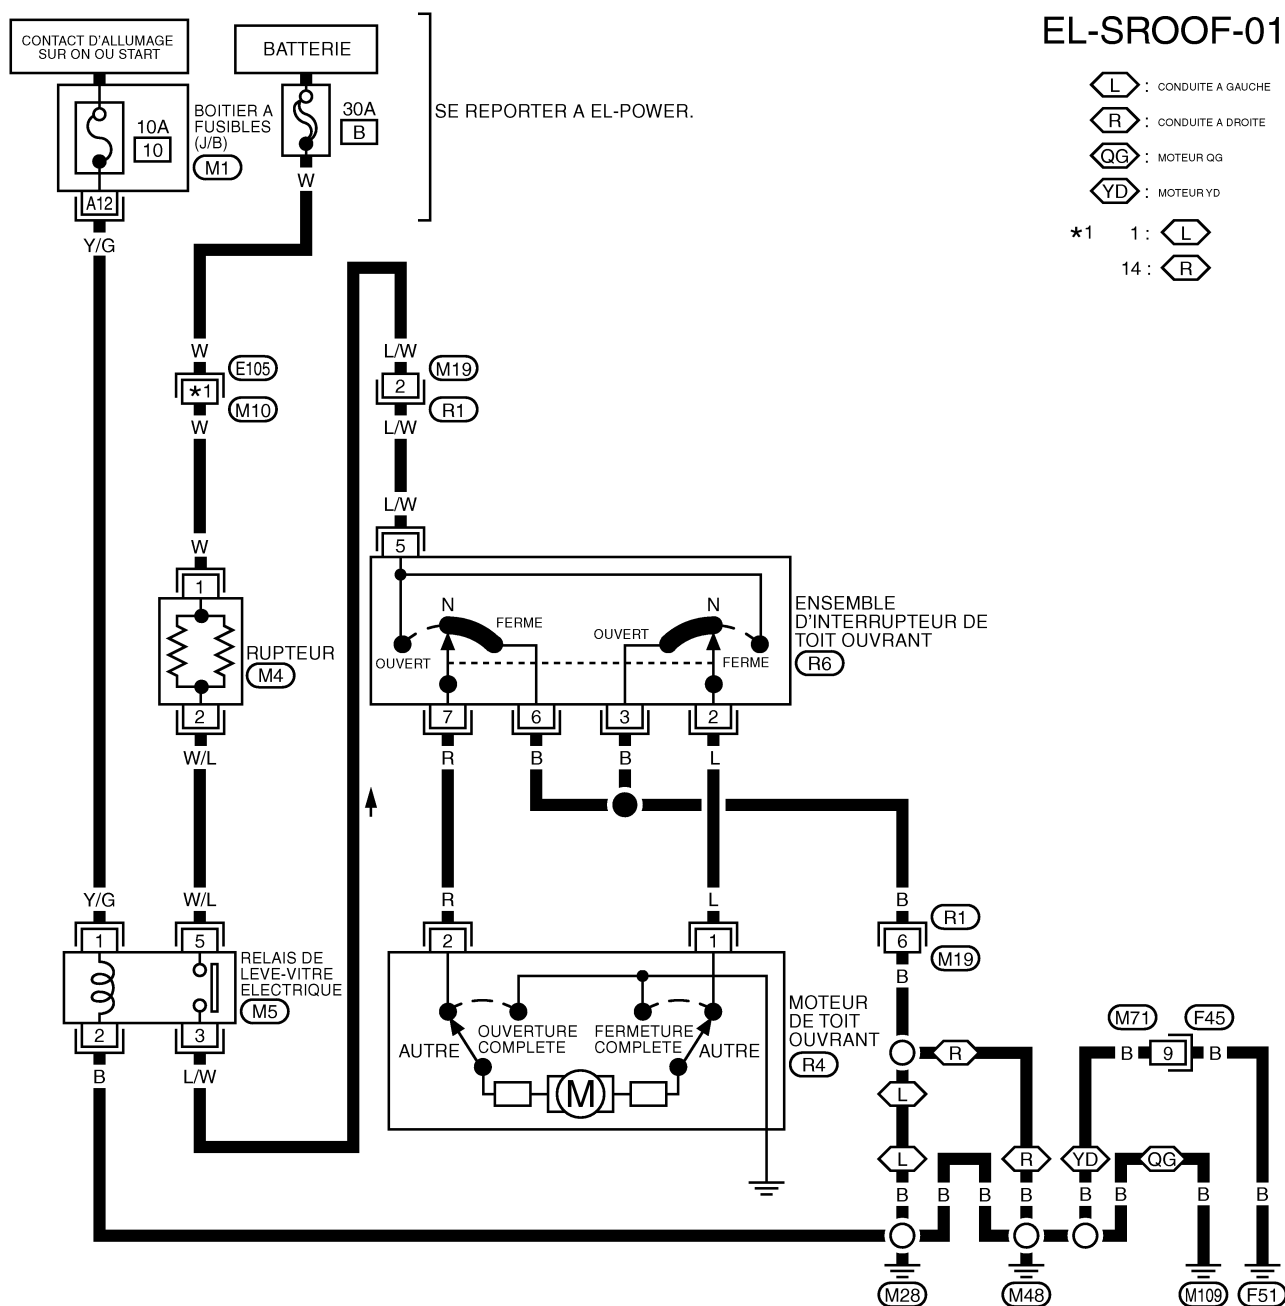 EL-SROOF-01
CONTACT D'ALLUMAGE
SUR ON OU START
BATTERIE
10A
10
BOITIER A
FUSIBLES
(J/B)
M1
30A
B
SE REPORTER A EL-POWER.
L : CONDUITE A GAUCHE
R : CONDUITE A DROITE
QG : MOTEUR QG
YD : MOTEUR YD
*1 1 : L
14 : R
A12
Y/G
W
W
L/W
E105
M19
*1
2
M10
R1
W
L/W
L/W
W
5
1
RUPTEUR
M4
2
W/L
N
FERME
OUVERT
N
OUVERT
FERME
ENSEMBLE
D'INTERRUPTEUR DE
TOIT OUVRANT
R6
7
6
3
2
R
B
B
L
Y/G
W/L
R
L
B
1
5
2
1
6
R1
M19
B
RELAIS DE
LEVE-VITRE
ELECTRIQUE
M5
2
3
B
L/W
AUTRE
OUVERTURE
COMPLETE
FERMETURE
COMPLETE
AUTRE
M
MOTEUR
DE TOIT
OUVRANT
R4
R
L
M71
F45
B
9
B
L
R
YD
QG
B
B
B
B
B
B
B
B
M28
M48
M109
F51